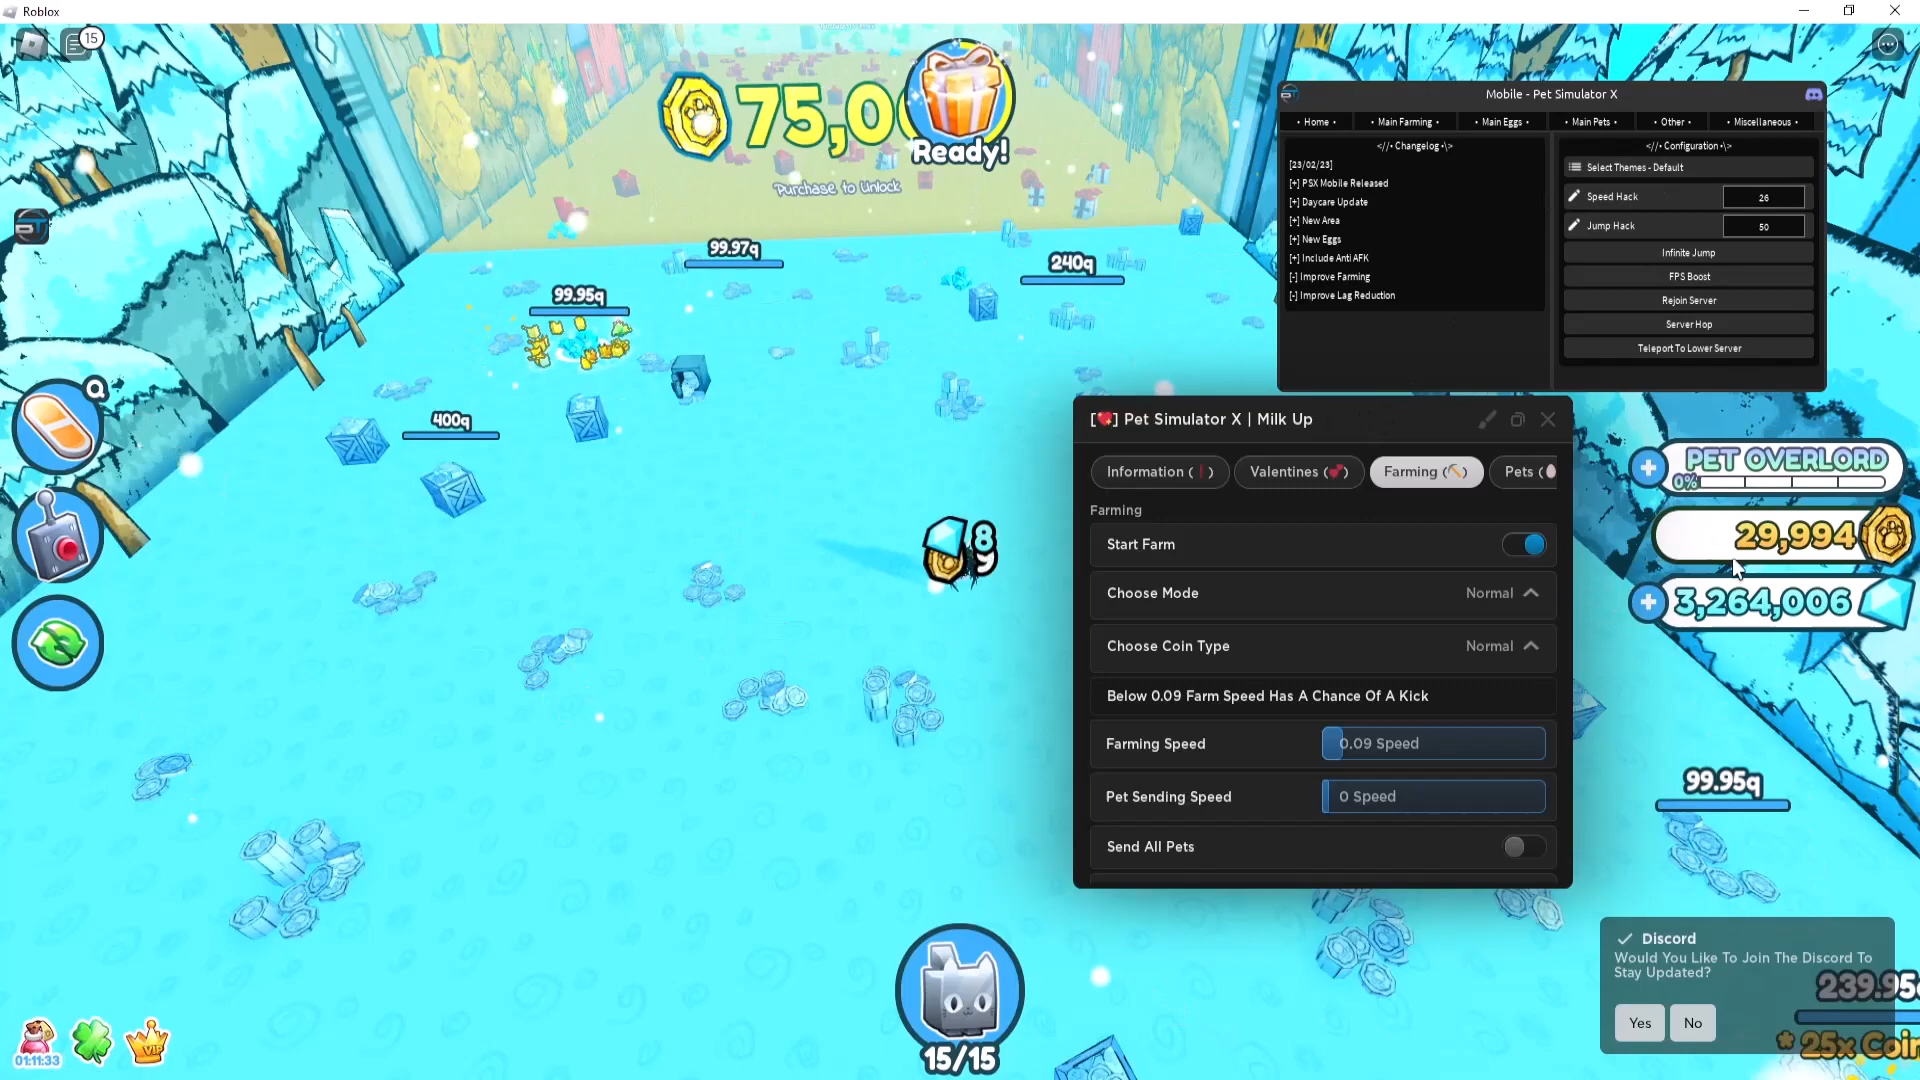 Roblox
15
75,0
Ready!
Purchase to Unlock
99.97q
240q
99.95q
400q
Q
8
9
Mobile - Pet Simulator X
• Home •
• Main Farming •
• Main Eggs •
• Main Pets •
• Other •
• Miscellaneous •
<//• Changelog •\>
[23/02/23]
[+] PSX Mobile Released
[+] Daycare Update
[+] New Area
[+] New Eggs
[+] Include Anti AFK
[-] Improve Farming
[-] Improve Lag Reduction
<//• Configuration •\>
Select Themes - Default
Speed Hack 26
Jump Hack 50
Infinite Jump
FPS Boost
Rejoin Server
Server Hop
Teleport To Lower Server
[💘] Pet Simulator X | Milk Up
Information (❗)
Valentines (💕)
Farming (⛏)
Pets (🥚
Farming
Start Farm
Choose Mode Normal
Choose Coin Type Normal
Below 0.09 Farm Speed Has A Chance Of A Kick
Farming Speed 0.09 Speed
Pet Sending Speed 0 Speed
Send All Pets
PET OVERLORD
0%
29,994
3,264,006
99.95q
Discord
Would You Like To Join The Discord To
Stay Updated?
Yes
No
239.95
* 25x Coin
01:11:33
VIP
15/15